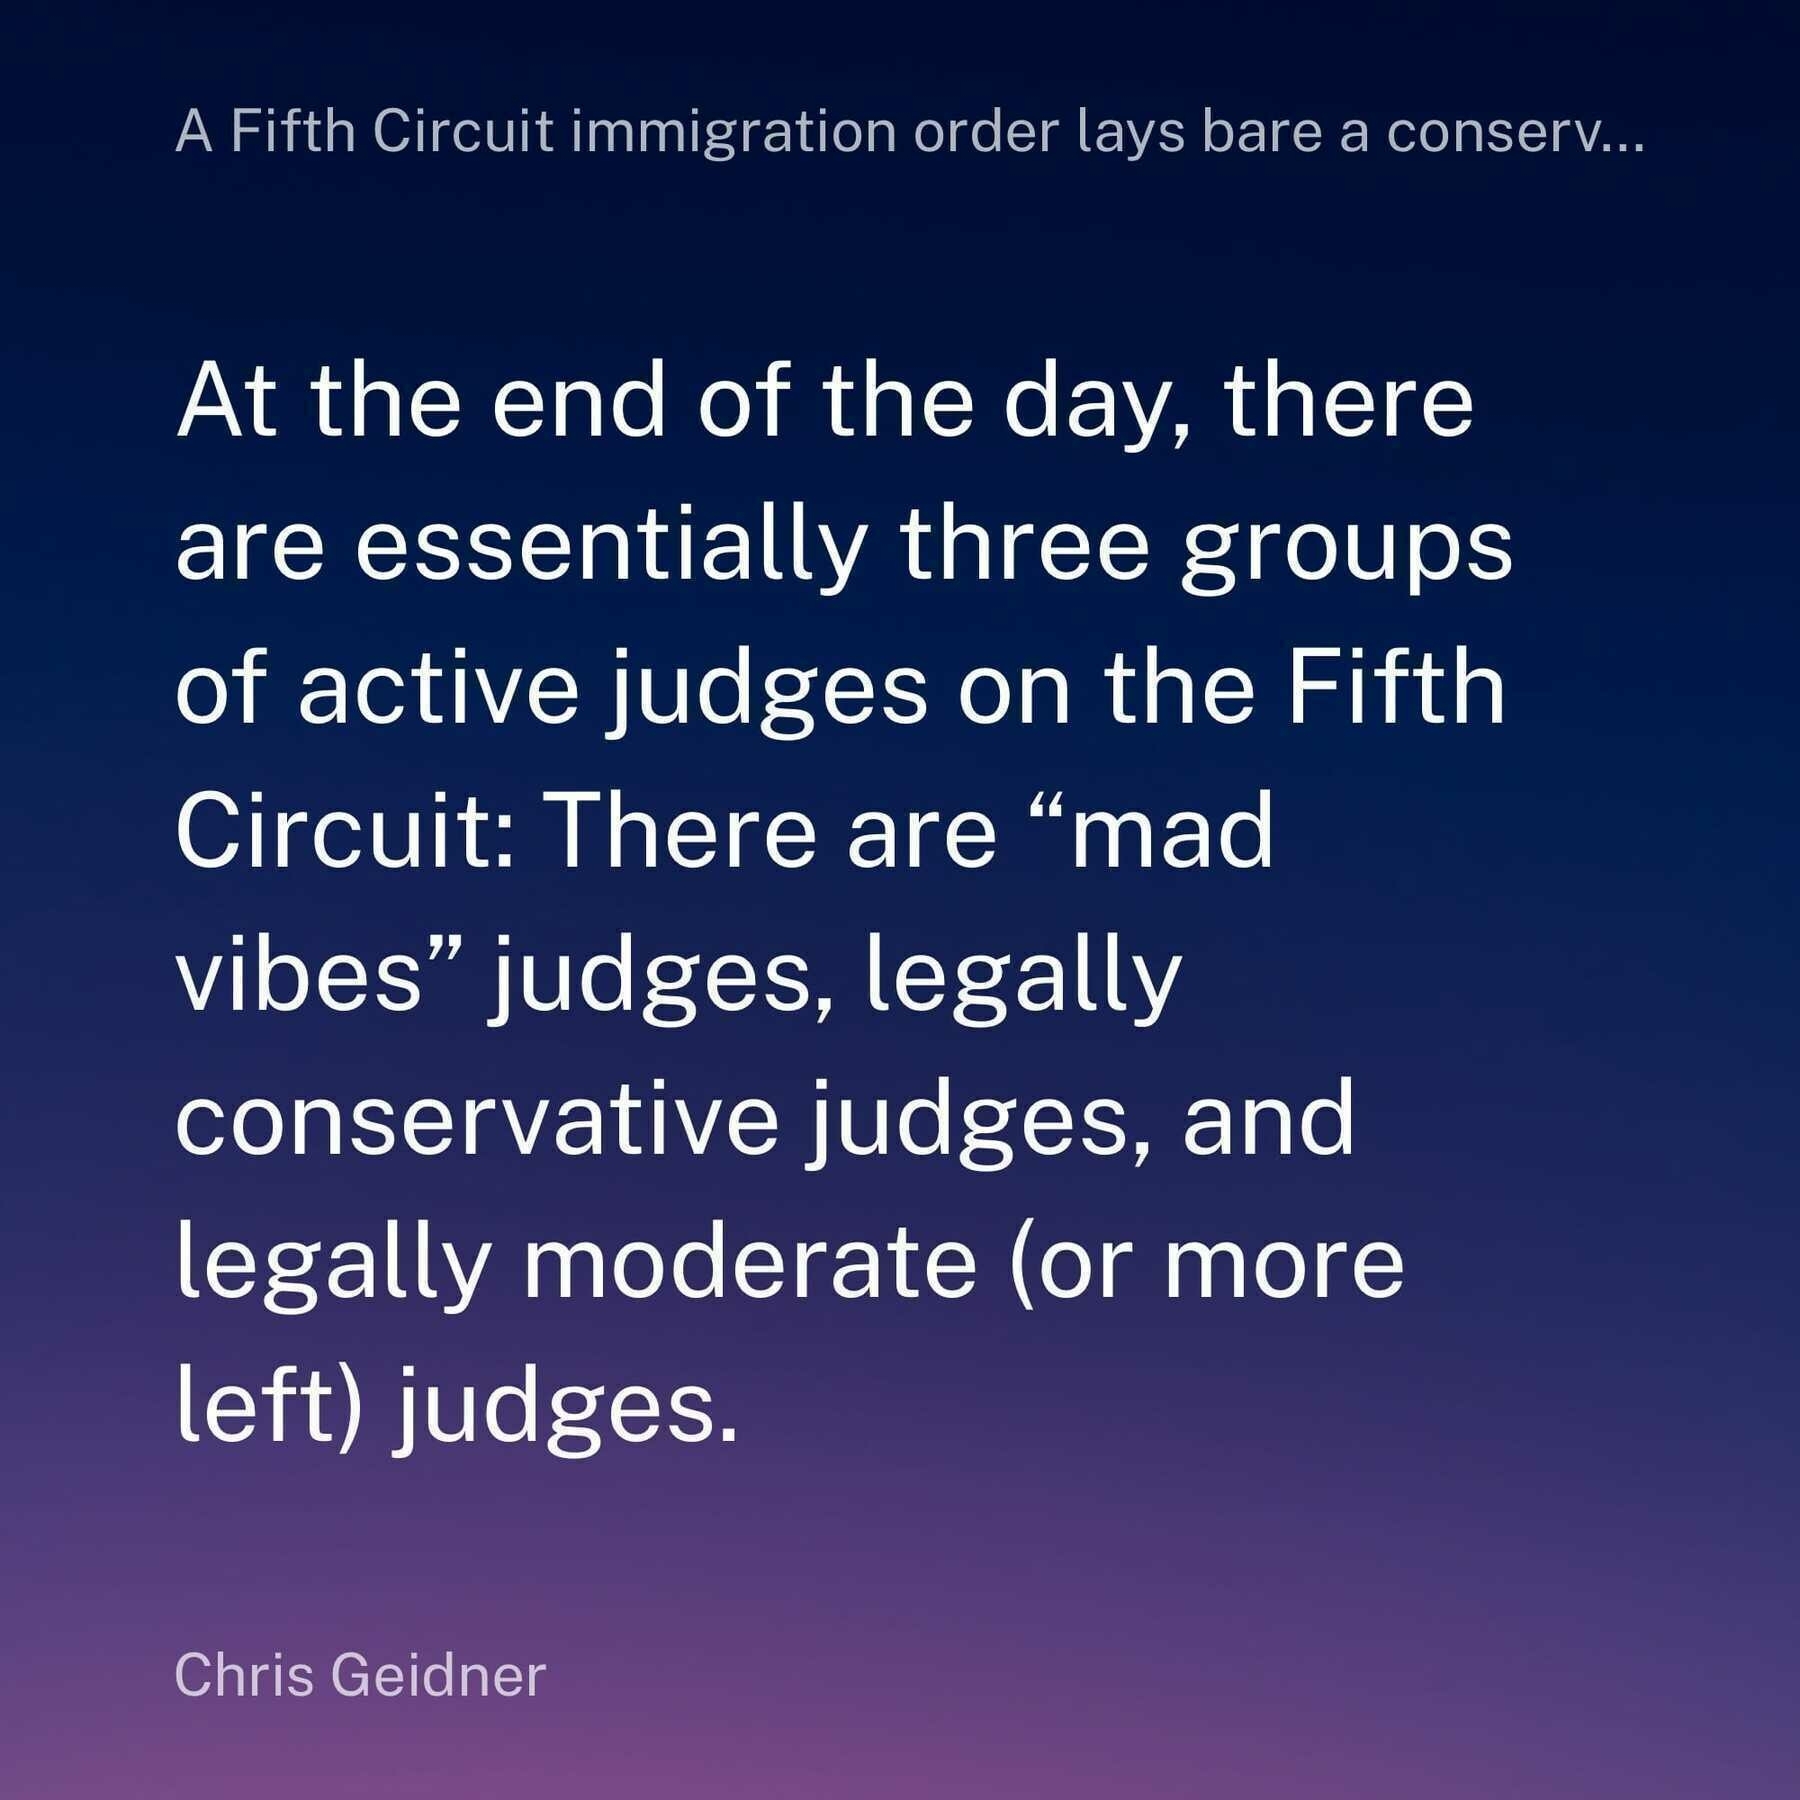 A Fifth Circuit immigration order lays bare a conserv...
At the end of the day, there
are essentially three groups
of active judges on the Fifth
Circuit: There are “mad
vibes” judges, legally
conservative judges, and
legally moderate (or more
left) judges.
Chris Geidner